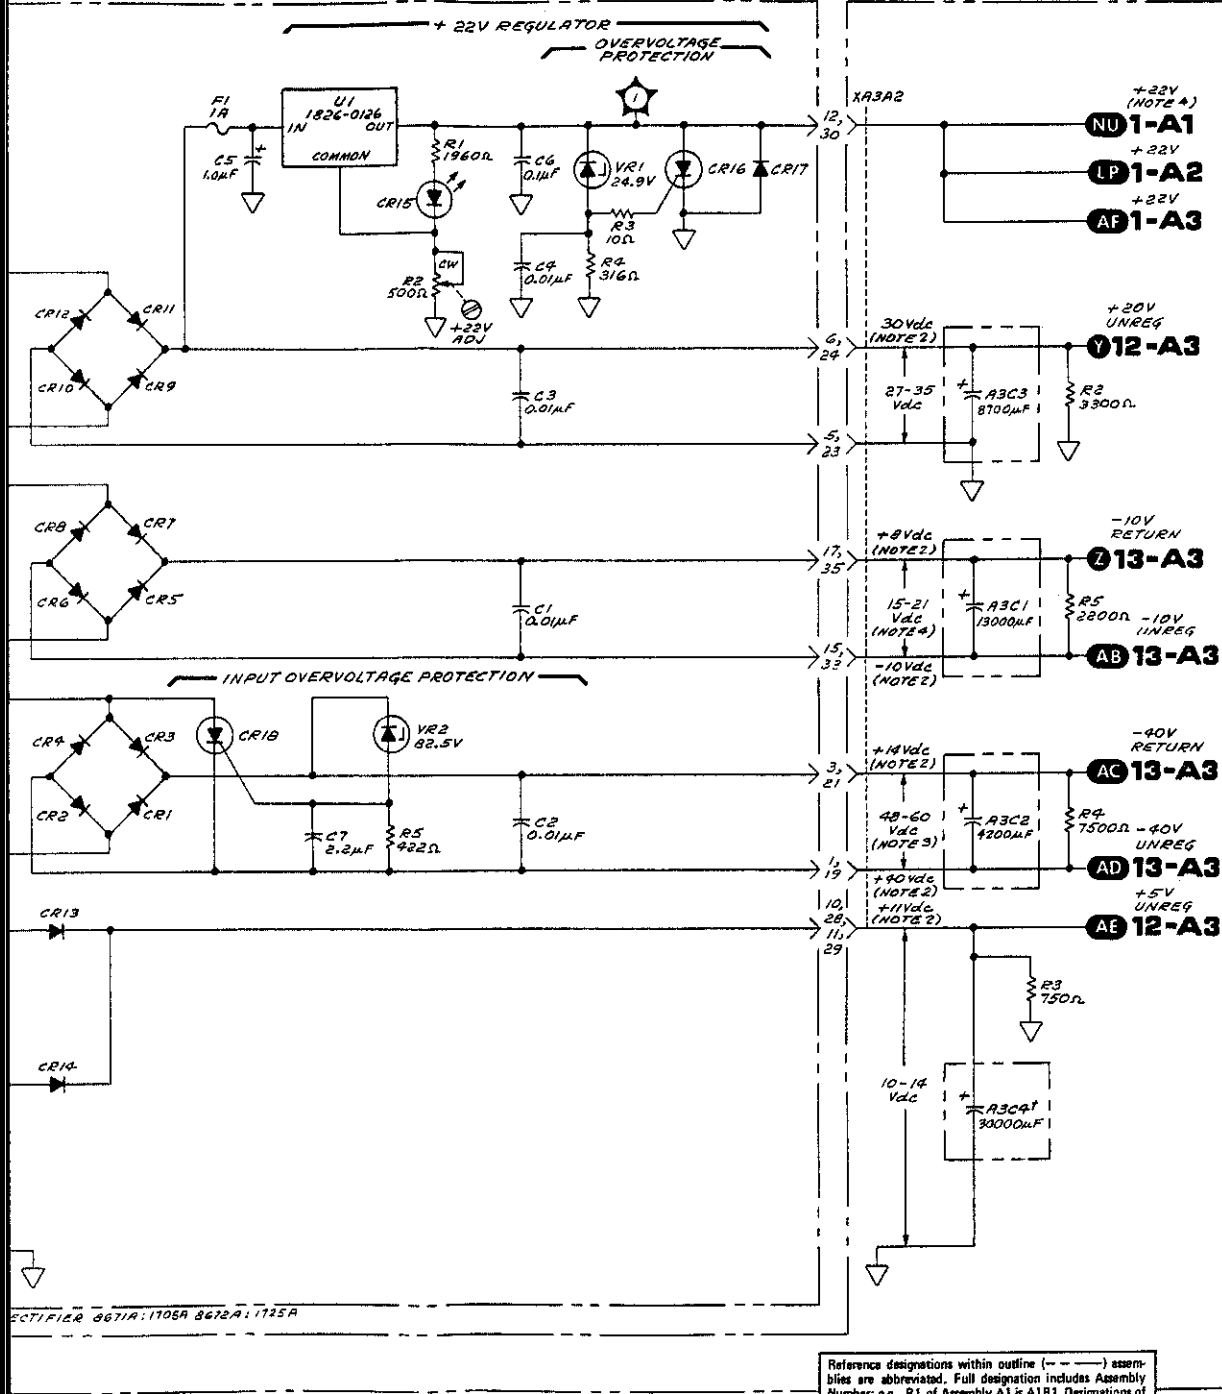 + 22V REGULATOR
OVERVOLTAGE
PROTECTION
F1
1A
U1
1826-0126
IN
OUT
COMMON
C5
1.0µF
+
R1
1960Ω
CR15
C6
0.1µF
VR1
24.9V
CR16
CR17
1
R3
10Ω
C4
0.01µF
R4
316Ω
CW
R2
500Ω
+22V
ADJ
12,
30
XA3A2
+22V
(NOTE 4)
NU 1-A1
+22V
LP 1-A2
+22V
AF 1-A3
CR12
CR11
CR10
CR9
C3
0.01µF
6,
24
5,
23
30Vdc
(NOTE 2)
27-35
Vdc
+
A3C3
8700µF
R2
3300Ω
+20V
UNREG
Y 12-A3
CR8
CR7
CR6
CR5
C1
0.01µF
17,
35
15,
33
+8Vdc
(NOTE 2)
15-21
Vdc
(NOTE 4)
-10Vdc
(NOTE 2)
+
A3C1
13000µF
R5
2200Ω
-10V
RETURN
Z 13-A3
-10V
UNREG
AB 13-A3
INPUT OVERVOLTAGE PROTECTION
CR4
CR3
CR2
CR1
CR18
VR2
82.5V
C7
2.2µF
R5
422Ω
C2
0.01µF
3,
21
1,
19
+14Vdc
(NOTE 2)
48-60
Vdc
(NOTE 3)
+40Vdc
(NOTE 2)
+
A3C2
4200µF
R4
7500Ω
-40V
RETURN
AC 13-A3
-40V
UNREG
AD 13-A3
CR13
CR14
10,
28,
11,
29
+11Vdc
(NOTE 2)
+5V
UNREG
AE 12-A3
R3
750Ω
10-14
Vdc
+
A3C4†
30000µF
ECTIFIER 8671A:1705A 8672A:1725A
Reference designations within outline (-- - ----) assem-
blies are abbreviated. Full designation includes Assembly
Number; e.g., R1 of Assembly A1 is A1R1. Designations of